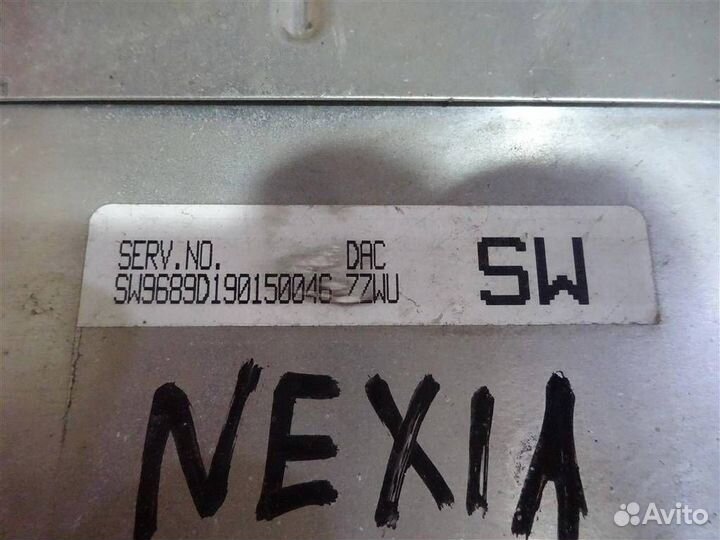 SERV.NO. DAC SW
SW9689D190150046 7ZWU
NEXIA
Avito